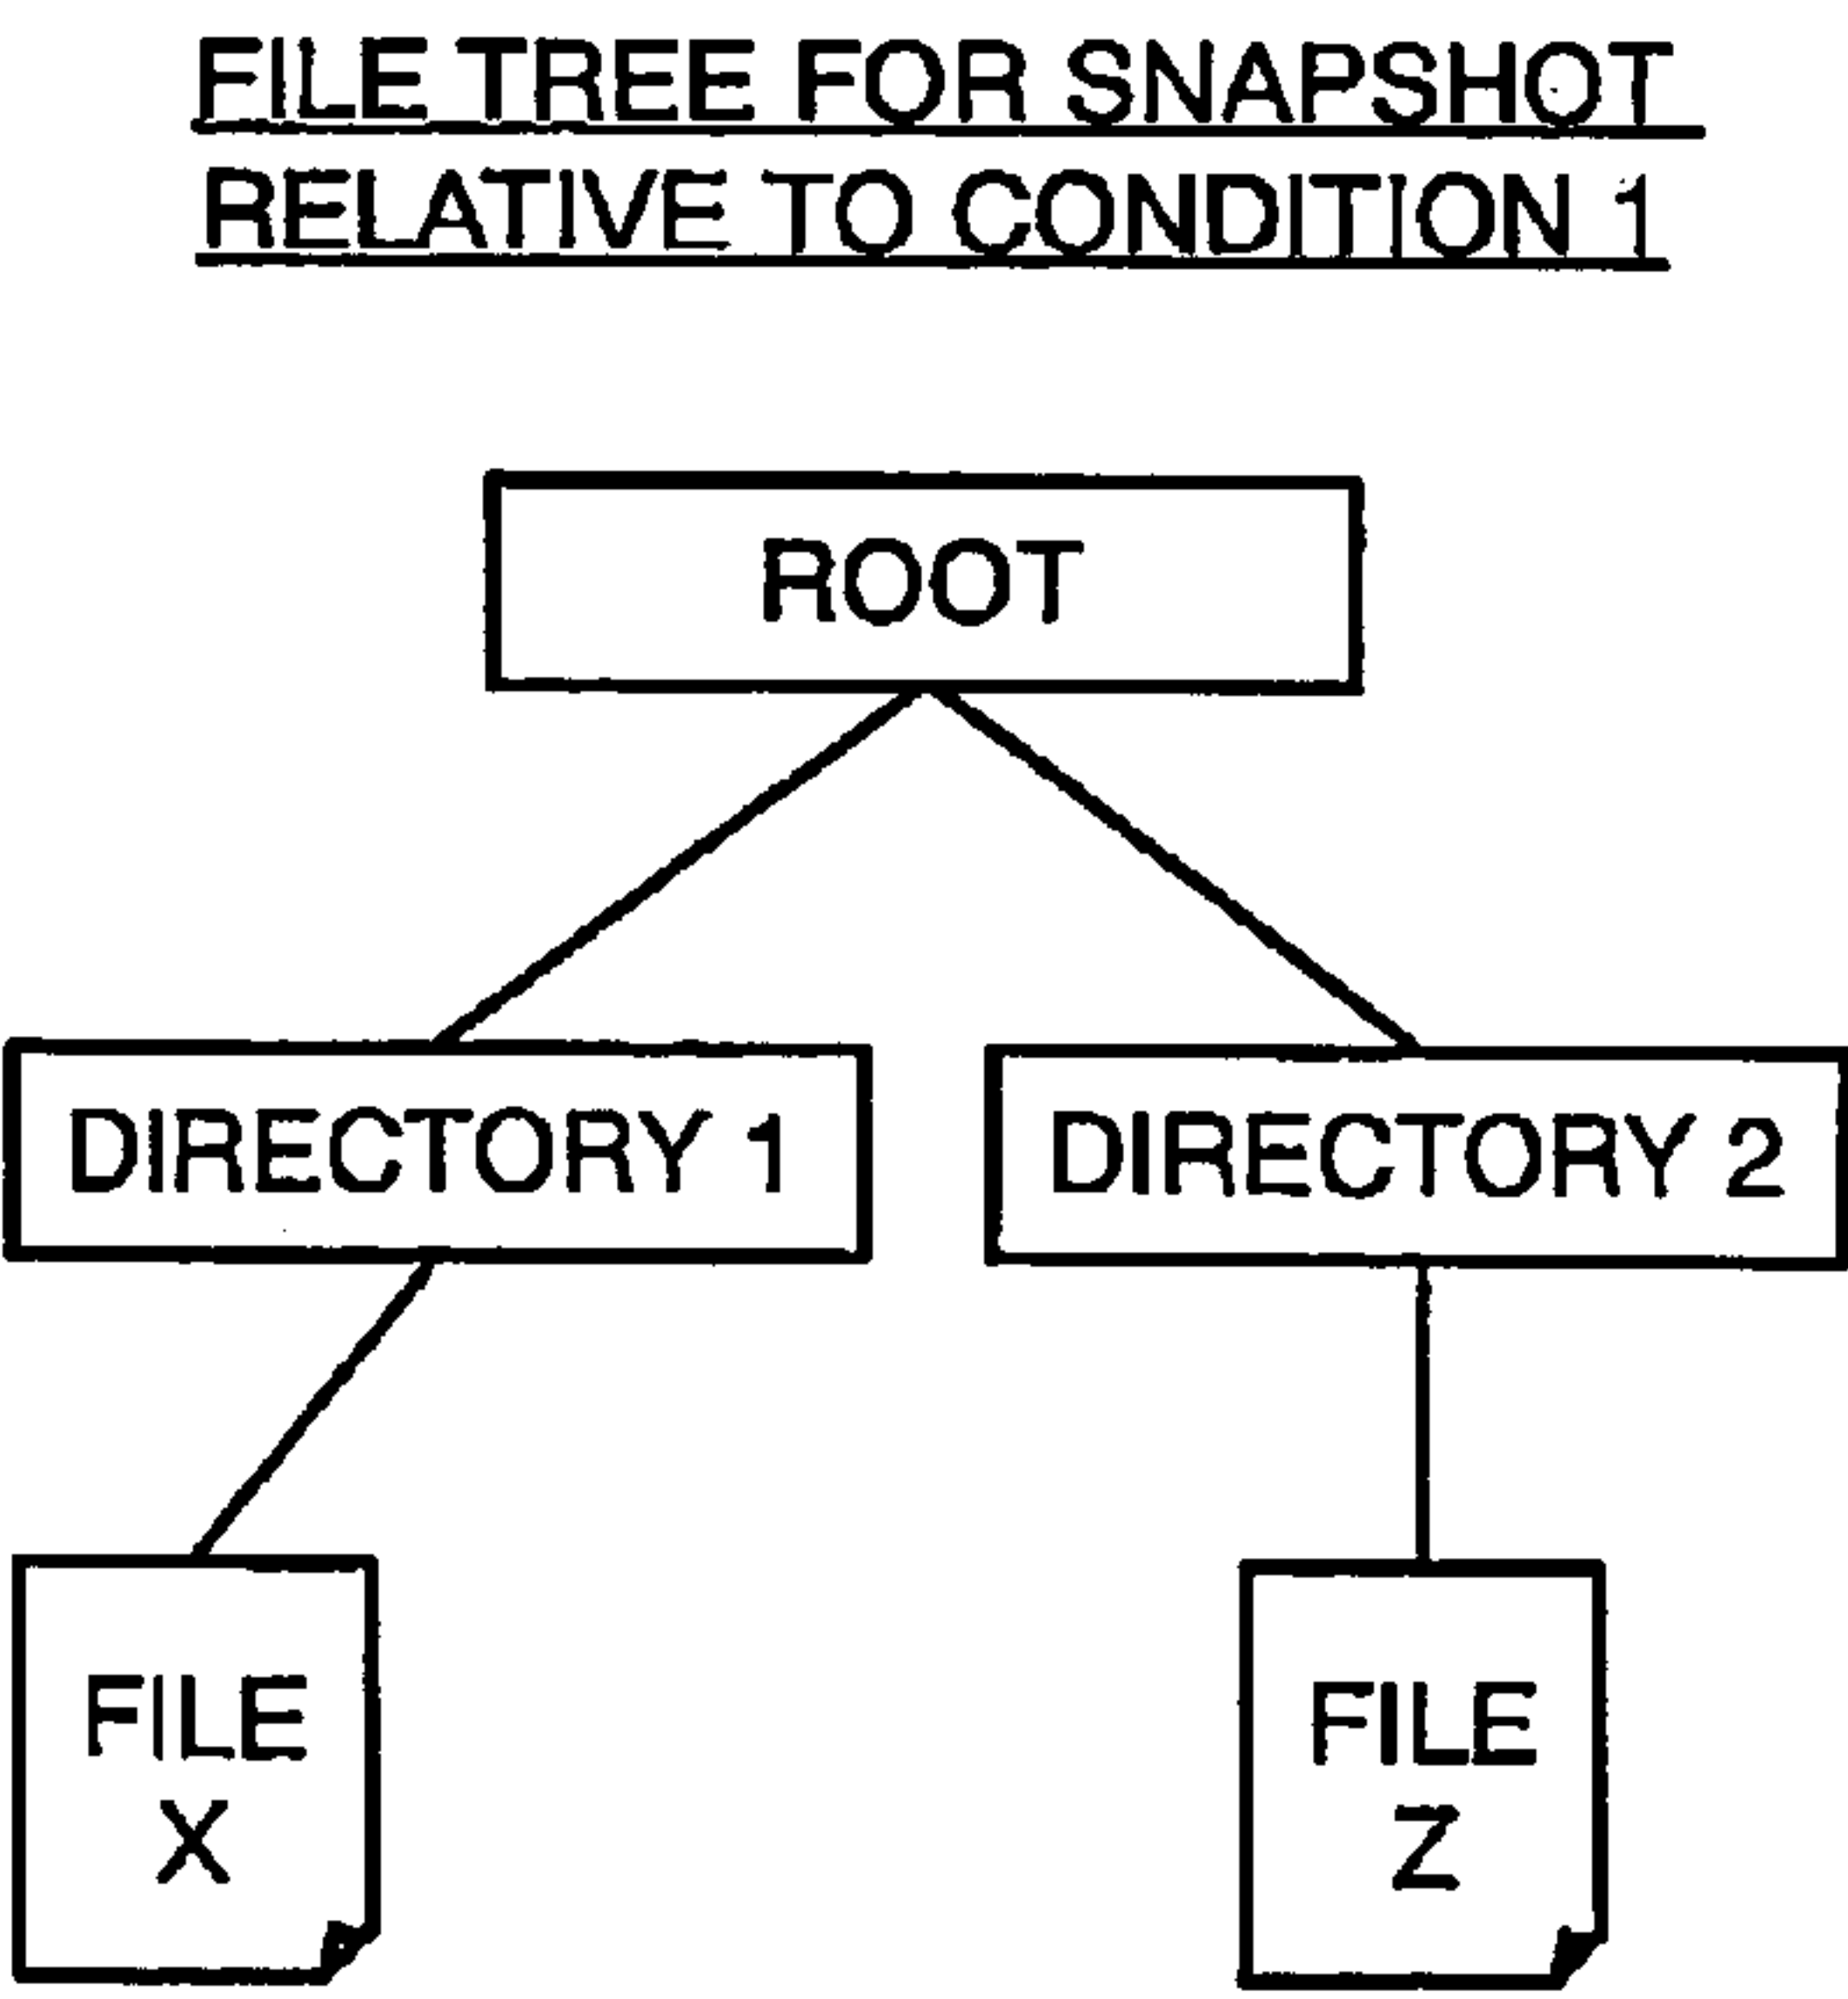 FILE TREE FOR SNAPSHOT
RELATIVE TO CONDITION 1
ROOT
DIRECTORY 1
DIRECTORY 2
FILE
X
FILE
Z